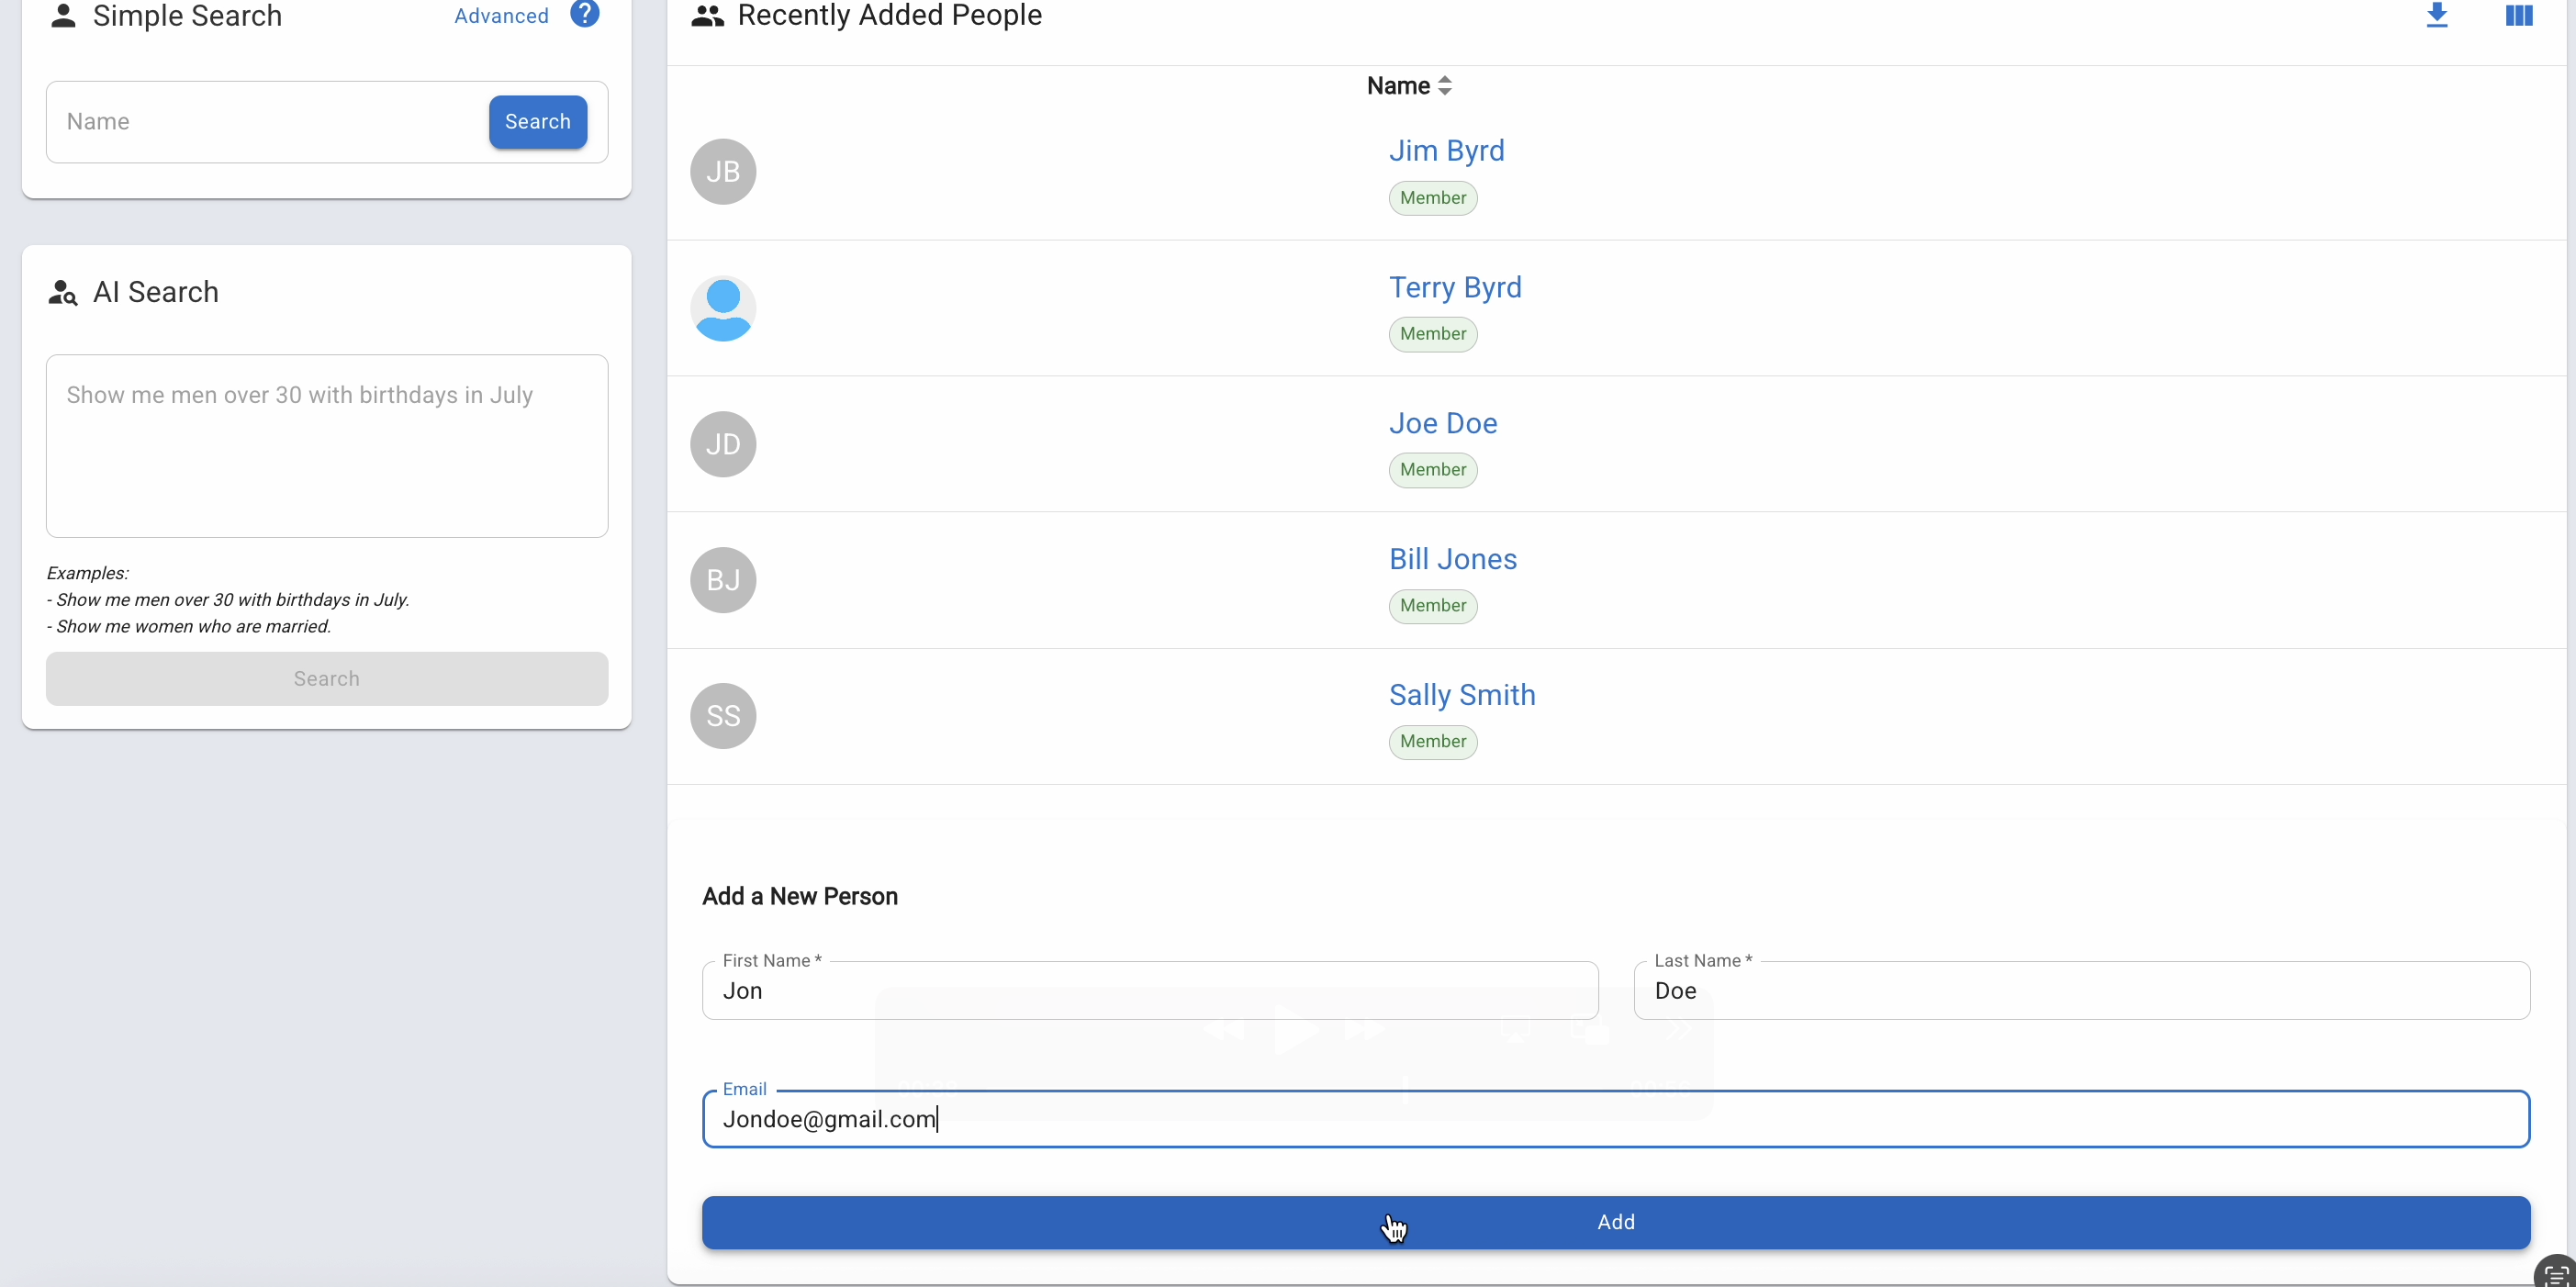 Simple Search
Advanced
?
Name
Search
AI Search
Show me men over 30 with birthdays in July
Examples:
- Show me men over 30 with birthdays in July.
- Show me women who are married.
Search
Recently Added People
Name
JB
Jim Byrd
Member
Terry Byrd
Member
JD
Joe Doe
Member
BJ
Bill Jones
Member
SS
Sally Smith
Member
Add a New Person
First Name *
Jon
Last Name *
Doe
Email
Jondoe@gmail.com
Add